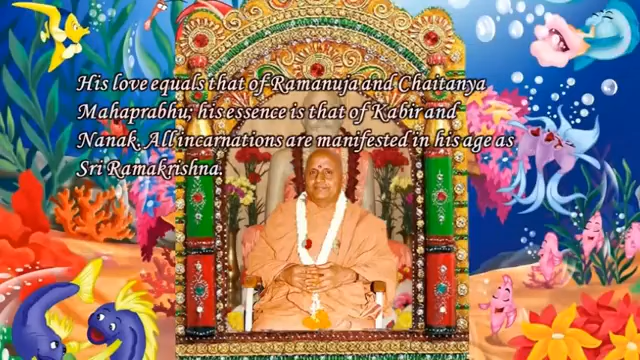 His love equals that of Ramanuja and Chaitanya
Mahaprabhu; his essence is that of Kabir and
Nanak. All incarnations are manifested in his age as
Sri Ramakrishna.